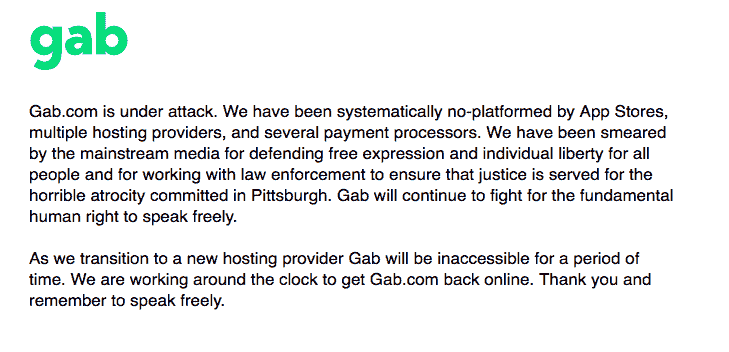 gab
Gab.com is under attack. We have been systematically no-platformed by App Stores,
multiple hosting providers, and several payment processors. We have been smeared
by the mainstream media for defending free expression and individual liberty for all
people and for working with law enforcement to ensure that justice is served for the
horrible atrocity committed in Pittsburgh. Gab will continue to fight for the fundamental
human right to speak freely.
As we transition to a new hosting provider Gab will be inaccessible for a period of
time. We are working around the clock to get Gab.com back online. Thank you and
remember to speak freely.